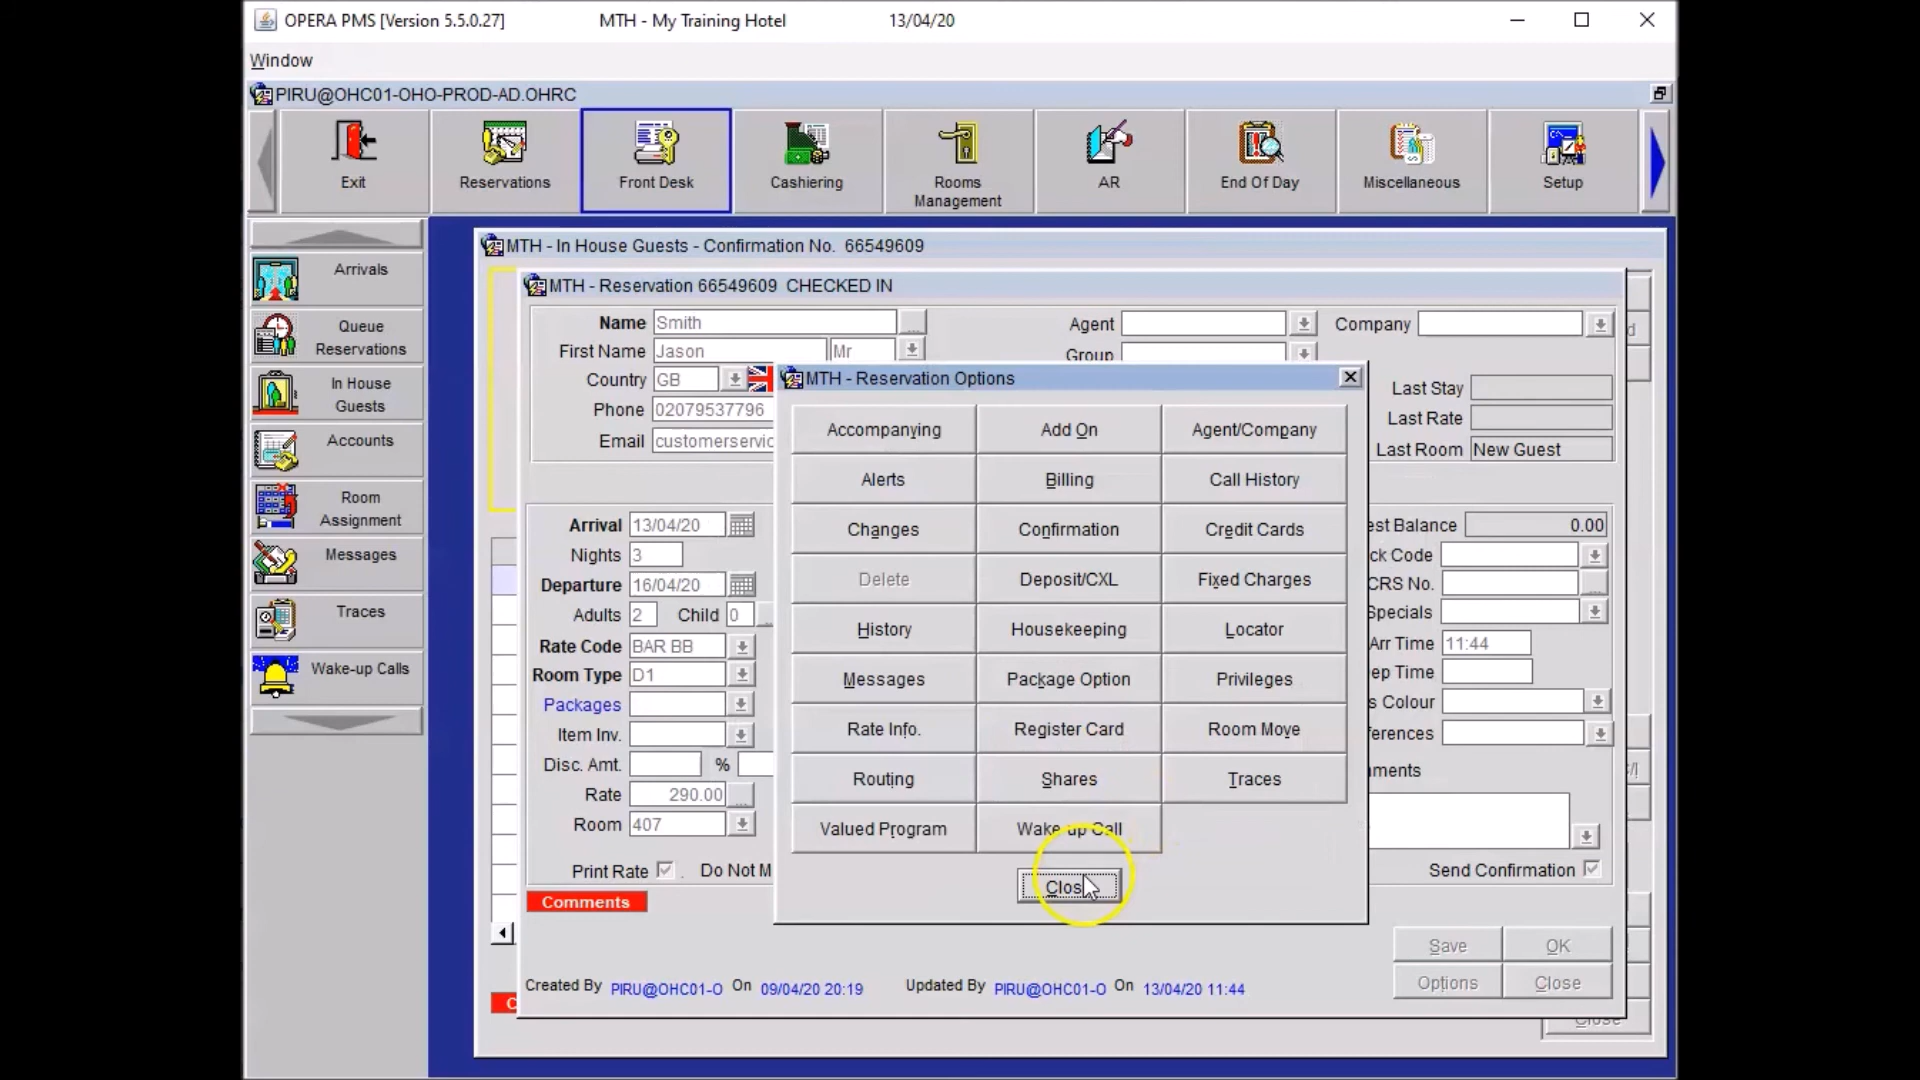 OPERA PMS [Version 5.5.0.27] MTH - My Training Hotel 13/04/20
Window
PIRU@OHC01-OHO-PROD-AD.OHRC
Exit
Reservations
Front Desk
Cashiering
Rooms
Management
AR
End Of Day
Miscellaneous
Setup
Arrivals
Queue
Reservations
In House
Guests
Accounts
Room
Assignment
Messages
Traces
Wake-up Calls
MTH - In House Guests - Confirmation No. 66549609
MTH - Reservation 66549609 CHECKED IN
Name Smith
First Name Jason Mr
Country GB
Phone 02079537796
Email customerservic
Agent
Group
Company
Last Stay
Last Rate
Last Room New Guest
Arrival 13/04/20
Nights 3
Departure 16/04/20
Adults 2 Child 0
Rate Code BAR BB
Room Type D1
Packages
Item Inv.
Disc. Amt. %
Rate 290.00
Room 407
Print Rate . Do Not M
Comments
MTH - Reservation Options
Accompanying Add On Agent/Company
Alerts Billing Call History
Changes Confirmation Credit Cards
Delete Deposit/CXL Fixed Charges
History Housekeeping Locator
Messages Package Option Privileges
Rate Info. Register Card Room Move
Routing Shares Traces
Valued Program Wake-up Call
Clos
est Balance 0.00
ck Code
CRS No.
Specials
Arr Time 11:44
ep Time
s Colour
ferences
mments
Send Confirmation
Save OK
Options Close
Created By PIRU@OHC01-O On 09/04/20 20:19 Updated By PIRU@OHC01-O On 13/04/20 11:44
C
Close